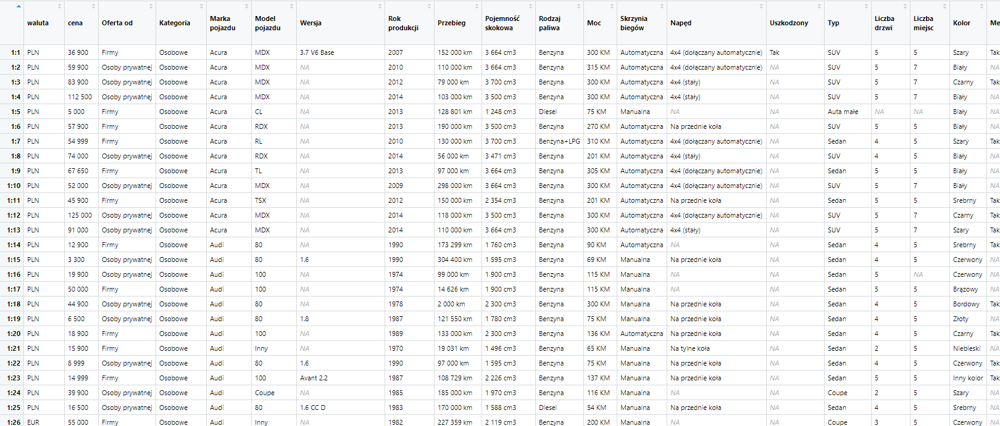 waluta cena Oferta od Kategoria Marka pojazdu Model pojazdu Wersja Rok produkcji Przebieg Pojemność skokowa Rodzaj paliwa Moc Skrzynia biegów Napęd Uszkodzony Typ Liczba drzwi Liczba miejsc Kolor Me
1:1 PLN 36 900 Firmy Osobowe Acura MDX 3.7 V6 Base 2007 152 000 km 3 664 cm3 Benzyna 300 KM Automatyczna 4x4 (dołączany automatycznie) Tak SUV 5 5 Szary Tak
1:2 PLN 59 900 Osoby prywatnej Osobowe Acura MDX NA 2010 110 000 km 3 664 cm3 Benzyna 315 KM Automatyczna 4x4 (dołączany automatycznie) NA SUV 5 7 Biały NA
1:3 PLN 83 900 Osoby prywatnej Osobowe Acura MDX NA 2012 79 000 km 3 700 cm3 Benzyna 300 KM Automatyczna 4x4 (stały) NA SUV 5 7 Czarny Tak
1:4 PLN 112 500 Osoby prywatnej Osobowe Acura MDX NA 2014 103 000 km 3 500 cm3 Benzyna 300 KM Automatyczna 4x4 (stały) NA SUV 5 7 Biały NA
1:5 PLN 5 000 Firmy Osobowe Acura CL NA 2013 128 801 km 1 248 cm3 Diesel 75 KM Manualna NA NA Auta małe NA NA Biały NA
1:6 PLN 57 900 Firmy Osobowe Acura RDX NA 2013 190 000 km 3 500 cm3 Benzyna 270 KM Automatyczna Na przednie koła NA SUV 5 5 Biały NA
1:7 PLN 54 999 Firmy Osobowe Acura RL NA 2010 130 000 km 3 700 cm3 Benzyna+LPG 310 KM Automatyczna 4x4 (dołączany automatycznie) NA Sedan 4 5 Szary Tak
1:8 PLN 74 000 Osoby prywatnej Osobowe Acura RDX NA 2014 56 000 km 3 471 cm3 Benzyna 201 KM Automatyczna 4x4 (stały) NA SUV 4 5 Biały NA
1:9 PLN 67 650 Firmy Osobowe Acura TL NA 2013 97 000 km 3 664 cm3 Benzyna 305 KM Automatyczna 4x4 (dołączany automatycznie) NA Sedan 5 5 Biały NA
1:10 PLN 52 000 Osoby prywatnej Osobowe Acura MDX NA 2009 298 000 km 3 664 cm3 Benzyna 300 KM Automatyczna 4x4 (dołączany automatycznie) NA SUV 5 7 Biały NA
1:11 PLN 45 900 Firmy Osobowe Acura TSX NA 2012 150 000 km 2 354 cm3 Benzyna 201 KM Automatyczna Na przednie koła NA Sedan 5 5 Srebrny Tak
1:12 PLN 125 000 Osoby prywatnej Osobowe Acura MDX NA 2014 118 000 km 3 500 cm3 Benzyna 300 KM Automatyczna 4x4 (dołączany automatycznie) NA SUV 5 7 Czarny Tak
1:13 PLN 91 000 Osoby prywatnej Osobowe Acura MDX NA 2014 110 000 km 3 500 cm3 Benzyna 300 KM Automatyczna 4x4 (stały) NA SUV 5 7 Szary Tak
1:14 PLN 12 900 Firmy Osobowe Audi 80 NA 1990 173 299 km 1 760 cm3 Benzyna 90 KM Automatyczna NA NA Sedan 4 5 Srebrny Tak
1:15 PLN 3 300 Osoby prywatnej Osobowe Audi 80 1.6 1990 304 400 km 1 595 cm3 Benzyna 69 KM Manualna Na przednie koła NA Sedan 4 5 Czerwony NA
1:16 PLN 19 900 Osoby prywatnej Osobowe Audi 100 NA 1974 99 000 km 1 900 cm3 Benzyna 115 KM Manualna NA NA Sedan 5 NA Czerwony NA
1:17 PLN 50 000 Firmy Osobowe Audi 100 NA 1974 14 626 km 1 900 cm3 Benzyna 115 KM Manualna NA NA Sedan 5 5 Brązowy NA
1:18 PLN 44 900 Osoby prywatnej Osobowe Audi 80 NA 1978 2 000 km 2 300 cm3 Benzyna 300 KM Manualna Na przednie koła NA Sedan 4 5 Bordowy Tak
1:19 PLN 6 500 Osoby prywatnej Osobowe Audi 80 1.8 1987 121 550 km 1 780 cm3 Benzyna 75 KM Manualna Na przednie koła NA Sedan 4 5 Złoty NA
1:20 PLN 18 900 Firmy Osobowe Audi 100 NA 1989 133 000 km 2 300 cm3 Benzyna 136 KM Automatyczna Na przednie koła NA Sedan 4 5 Czarny Tak
1:21 PLN 15 900 Firmy Osobowe Audi Inny NA 1970 19 031 km 1 496 cm3 Benzyna 65 KM Manualna Na tylne koła NA Sedan 2 5 Niebieski NA
1:22 PLN 8 999 Osoby prywatnej Osobowe Audi 80 1.6 1990 97 000 km 1 595 cm3 Benzyna 75 KM Manualna Na przednie koła NA Sedan 4 5 Czerwony Tak
1:23 PLN 14 999 Firmy Osobowe Audi 100 Avant 2.2 1987 108 729 km 2 226 cm3 Benzyna 137 KM Manualna Na przednie koła NA Sedan 5 5 Inny kolor Tak
1:24 PLN 39 900 Osoby prywatnej Osobowe Audi Coupe NA 1985 185 000 km 1 970 cm3 Benzyna 116 KM Manualna NA NA Coupe 2 5 Szary NA
1:25 PLN 16 500 Osoby prywatnej Osobowe Audi 80 1.6 CC D 1983 170 000 km 1 588 cm3 Diesel 54 KM Manualna Na przednie koła NA Sedan 4 5 Srebrny NA
1:26 EUR 55 000 Firmy Osobowe Audi Inny NA 1982 227 359 km 2 119 cm3 Benzyna 200 KM Manualna NA NA Coupe 3 5 Czerwony NA